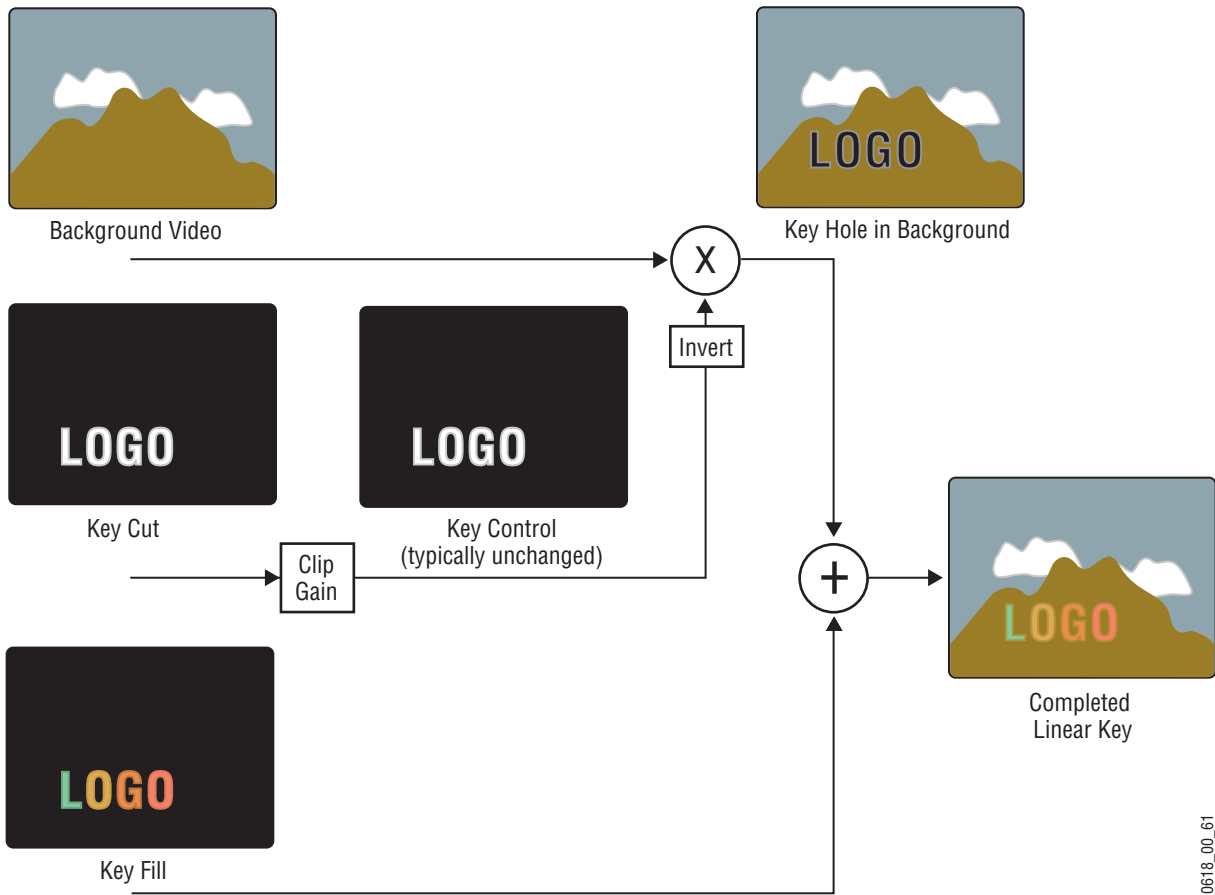 LOGO
Background Video
Key Hole in Background
X
Invert
LOGO
LOGO
Key Cut
Key Control
(typically unchanged)
Clip
Gain
+
LOGO
Completed
Linear Key
LOGO
Key Fill
0618_00_61